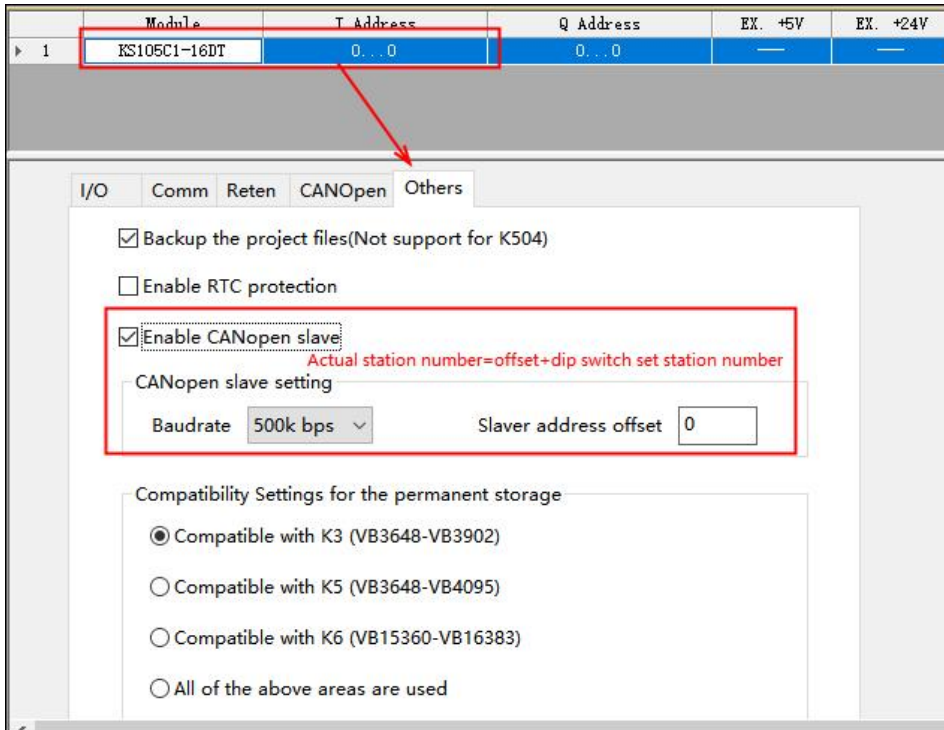 Module I Address Q Address EX. +5V EX. +24V
1 KS105C1-16DT 0...0 0...0 — —
I/O Comm Reten CANOpen Others
Backup the project files(Not support for K504)
Enable RTC protection
Enable CANopen slave
Actual station number=offset+dip switch set station number
CANopen slave setting
Baudrate 500k bps Slaver address offset 0
Compatibility Settings for the permanent storage
Compatible with K3 (VB3648-VB3902)
Compatible with K5 (VB3648-VB4095)
Compatible with K6 (VB15360-VB16383)
All of the above areas are used